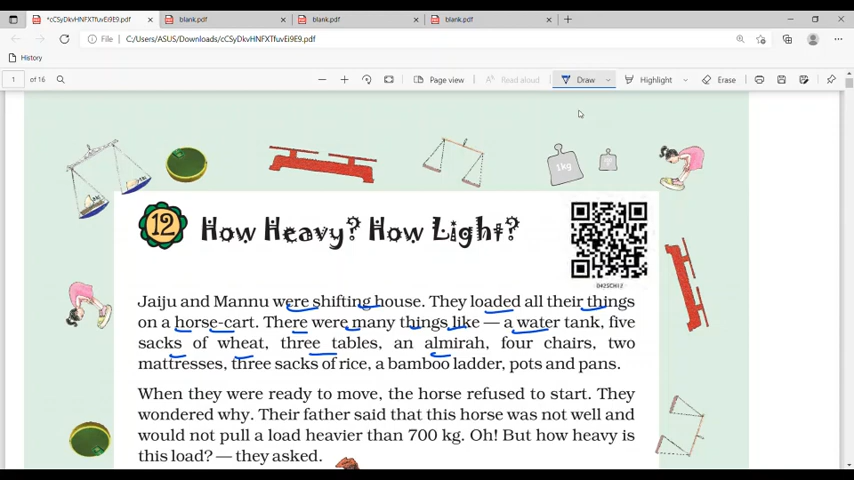 *cCSyDkvHNFXTfuvEi9E9.pdf
blank.pdf
blank.pdf
blank.pdf
File
C:/Users/ASUS/Downloads/cCSyDkvHNFXTfuvEi9E9.pdf
History
1 of 16
Page view
Read aloud
Draw
Highlight
Erase
1kg
12 How Heavy? How Light?
Jaiju and Mannu were shifting house. They loaded all their things
on a horse-cart. There were many things like — a water tank, five
sacks of wheat, three tables, an almirah, four chairs, two
mattresses, three sacks of rice, a bamboo ladder, pots and pans.
When they were ready to move, the horse refused to start. They
wondered why. Their father said that this horse was not well and
would not pull a load heavier than 700 kg. Oh! But how heavy is
this load? — they asked.